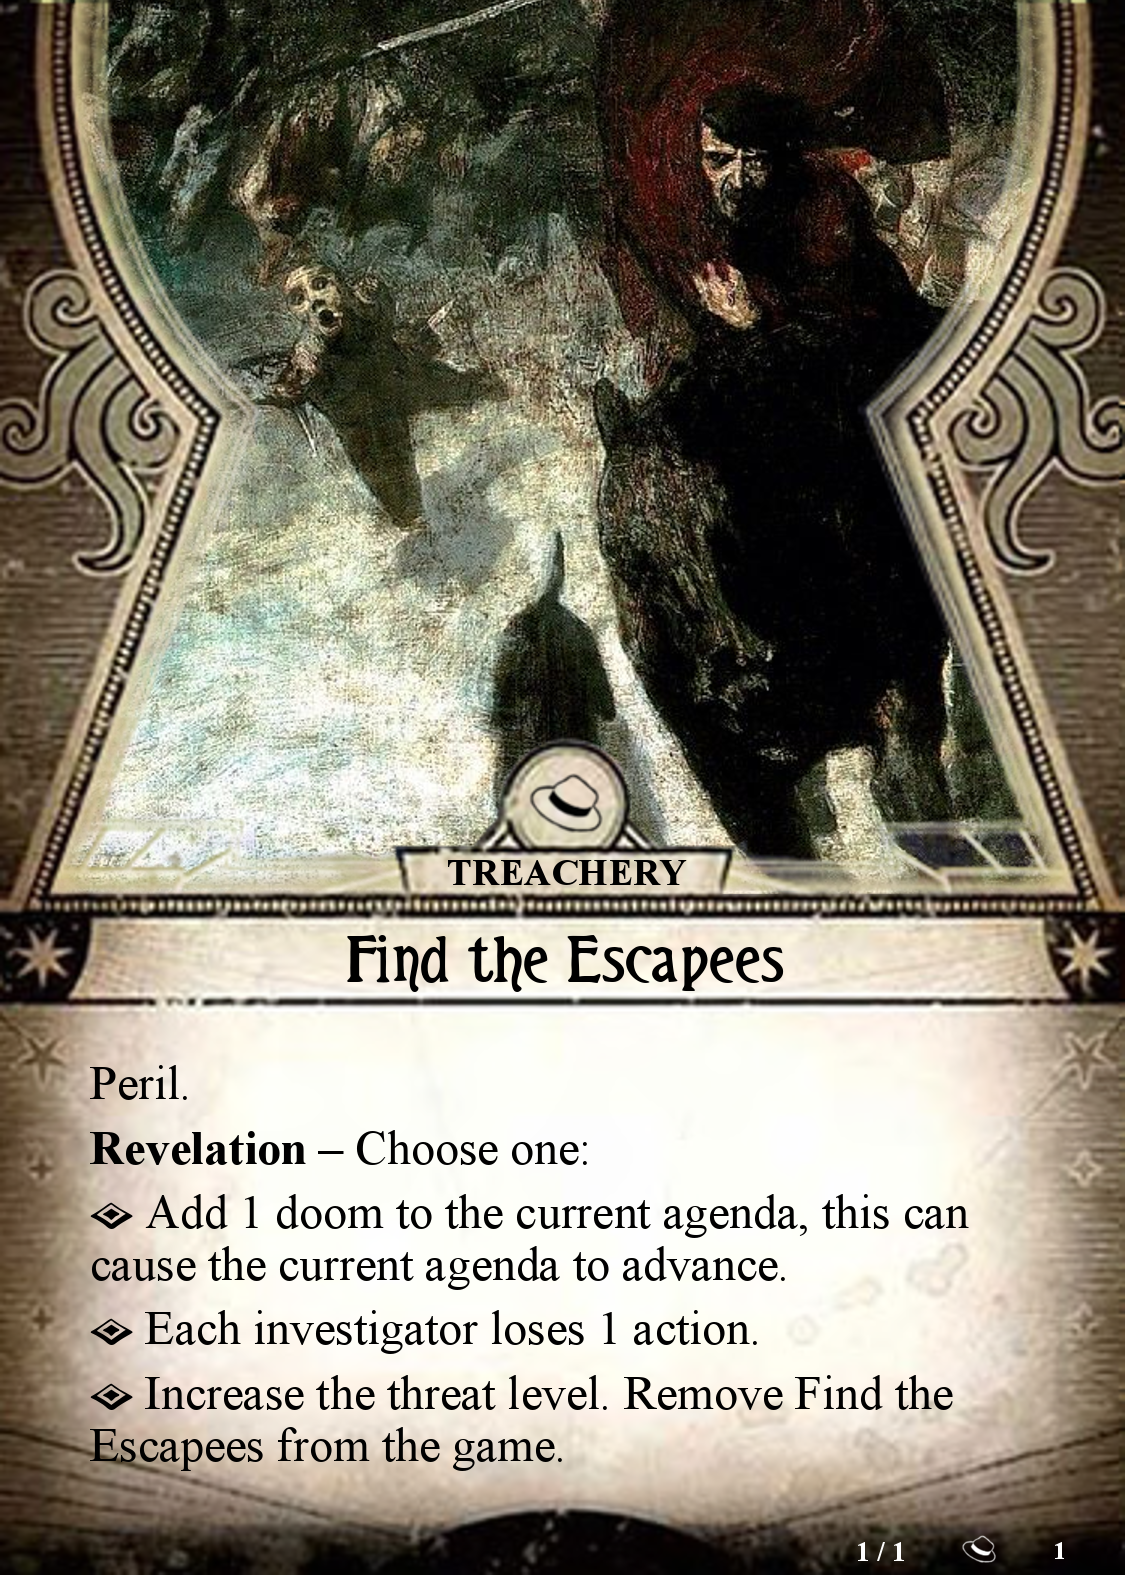 TREACHERY
Find the Escapees
Peril.
Revelation – Choose one:
Add 1 doom to the current agenda, this can
cause the current agenda to advance.
Each investigator loses 1 action.
Increase the threat level. Remove Find the
Escapees from the game.
1 / 1 1